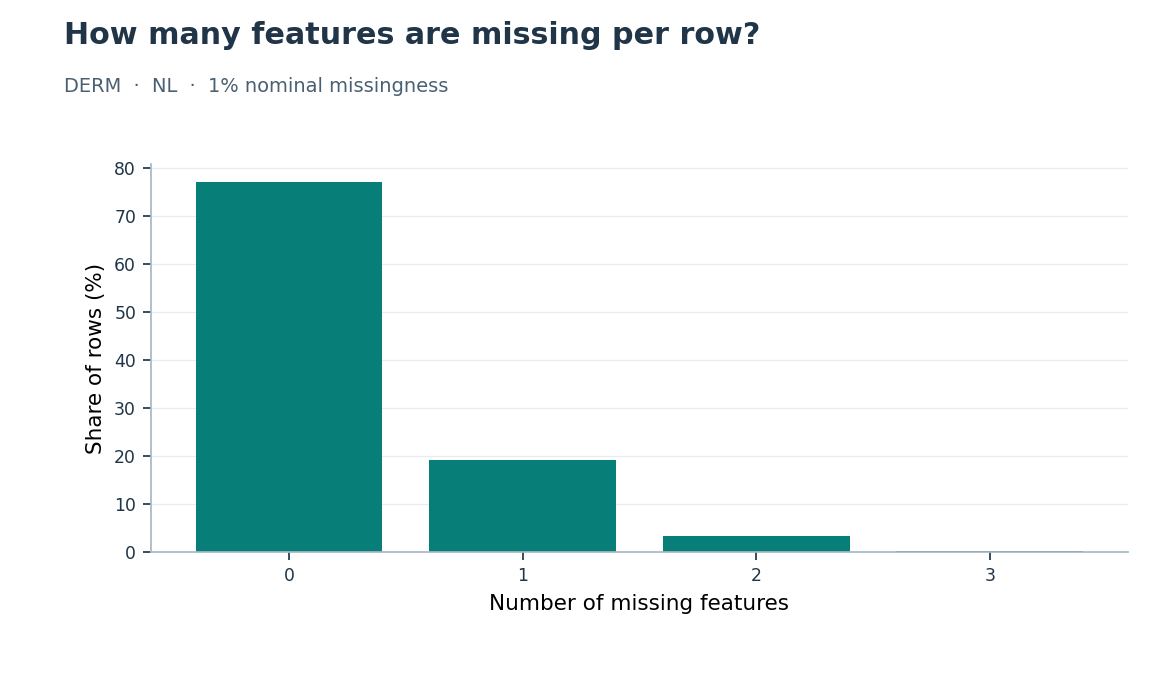 How many features are missing per row?
DERM · NL · 1% nominal missingness
80
70
60
50
40
30
20
10
0
Share of rows (%)
0 1 2 3
Number of missing features